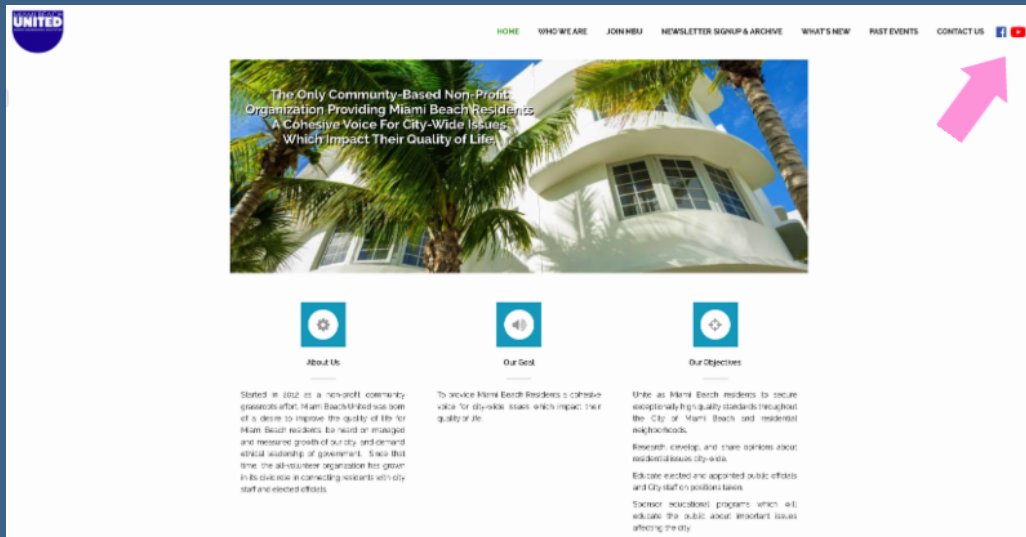 MIAMI BEACH
UNITED
HOME WHO WE ARE JOIN MBU NEWSLETTER SIGNUP & ARCHIVE WHAT'S NEW PAST EVENTS CONTACT US
The Only Communty-Based Non-Profit
Organization Providing Miami Beach Residents
A Cohesive Voice For City-Wide Issues
Which Impact Their Quality of Life.
About Us
Started in 2012 as a non-profit community
grassroots effort, Miami Beach United was born
of a desire to improve the quality of life for
Miami Beach residents, be heard on managed
and measured growth of our city, and demand
ethical leadership of government. Since that
time, the all-volunteer organization has grown
in its civic role in connecting residents with city
staff and elected officials.
Our Goal
To provide Miami Beach Residents a cohesive
voice for city-wide issues which impact their
quality of life.
Our Objectives
Unite as Miami Beach residents to secure
exceptionally high quality standards throughout
the City of Miami Beach and residential
neighborhoods.
Research, develop, and share opinions about
residential issues city-wide.
Educate elected and appointed public officials
and City staff on positions taken.
Sponsor educational programs which will
educate the public about important issues
affecting the city.